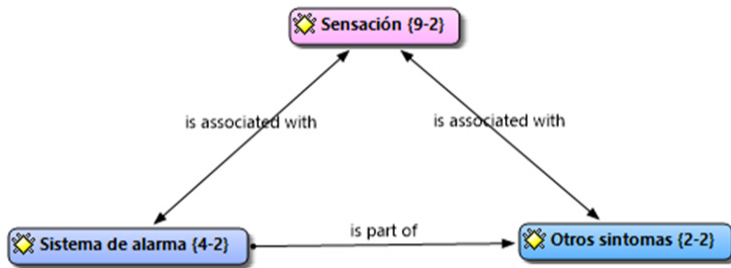 Sensación {9-2}
is associated with
is associated with
is part of
Sistema de alarma {4-2}
Otros sintomas {2-2}